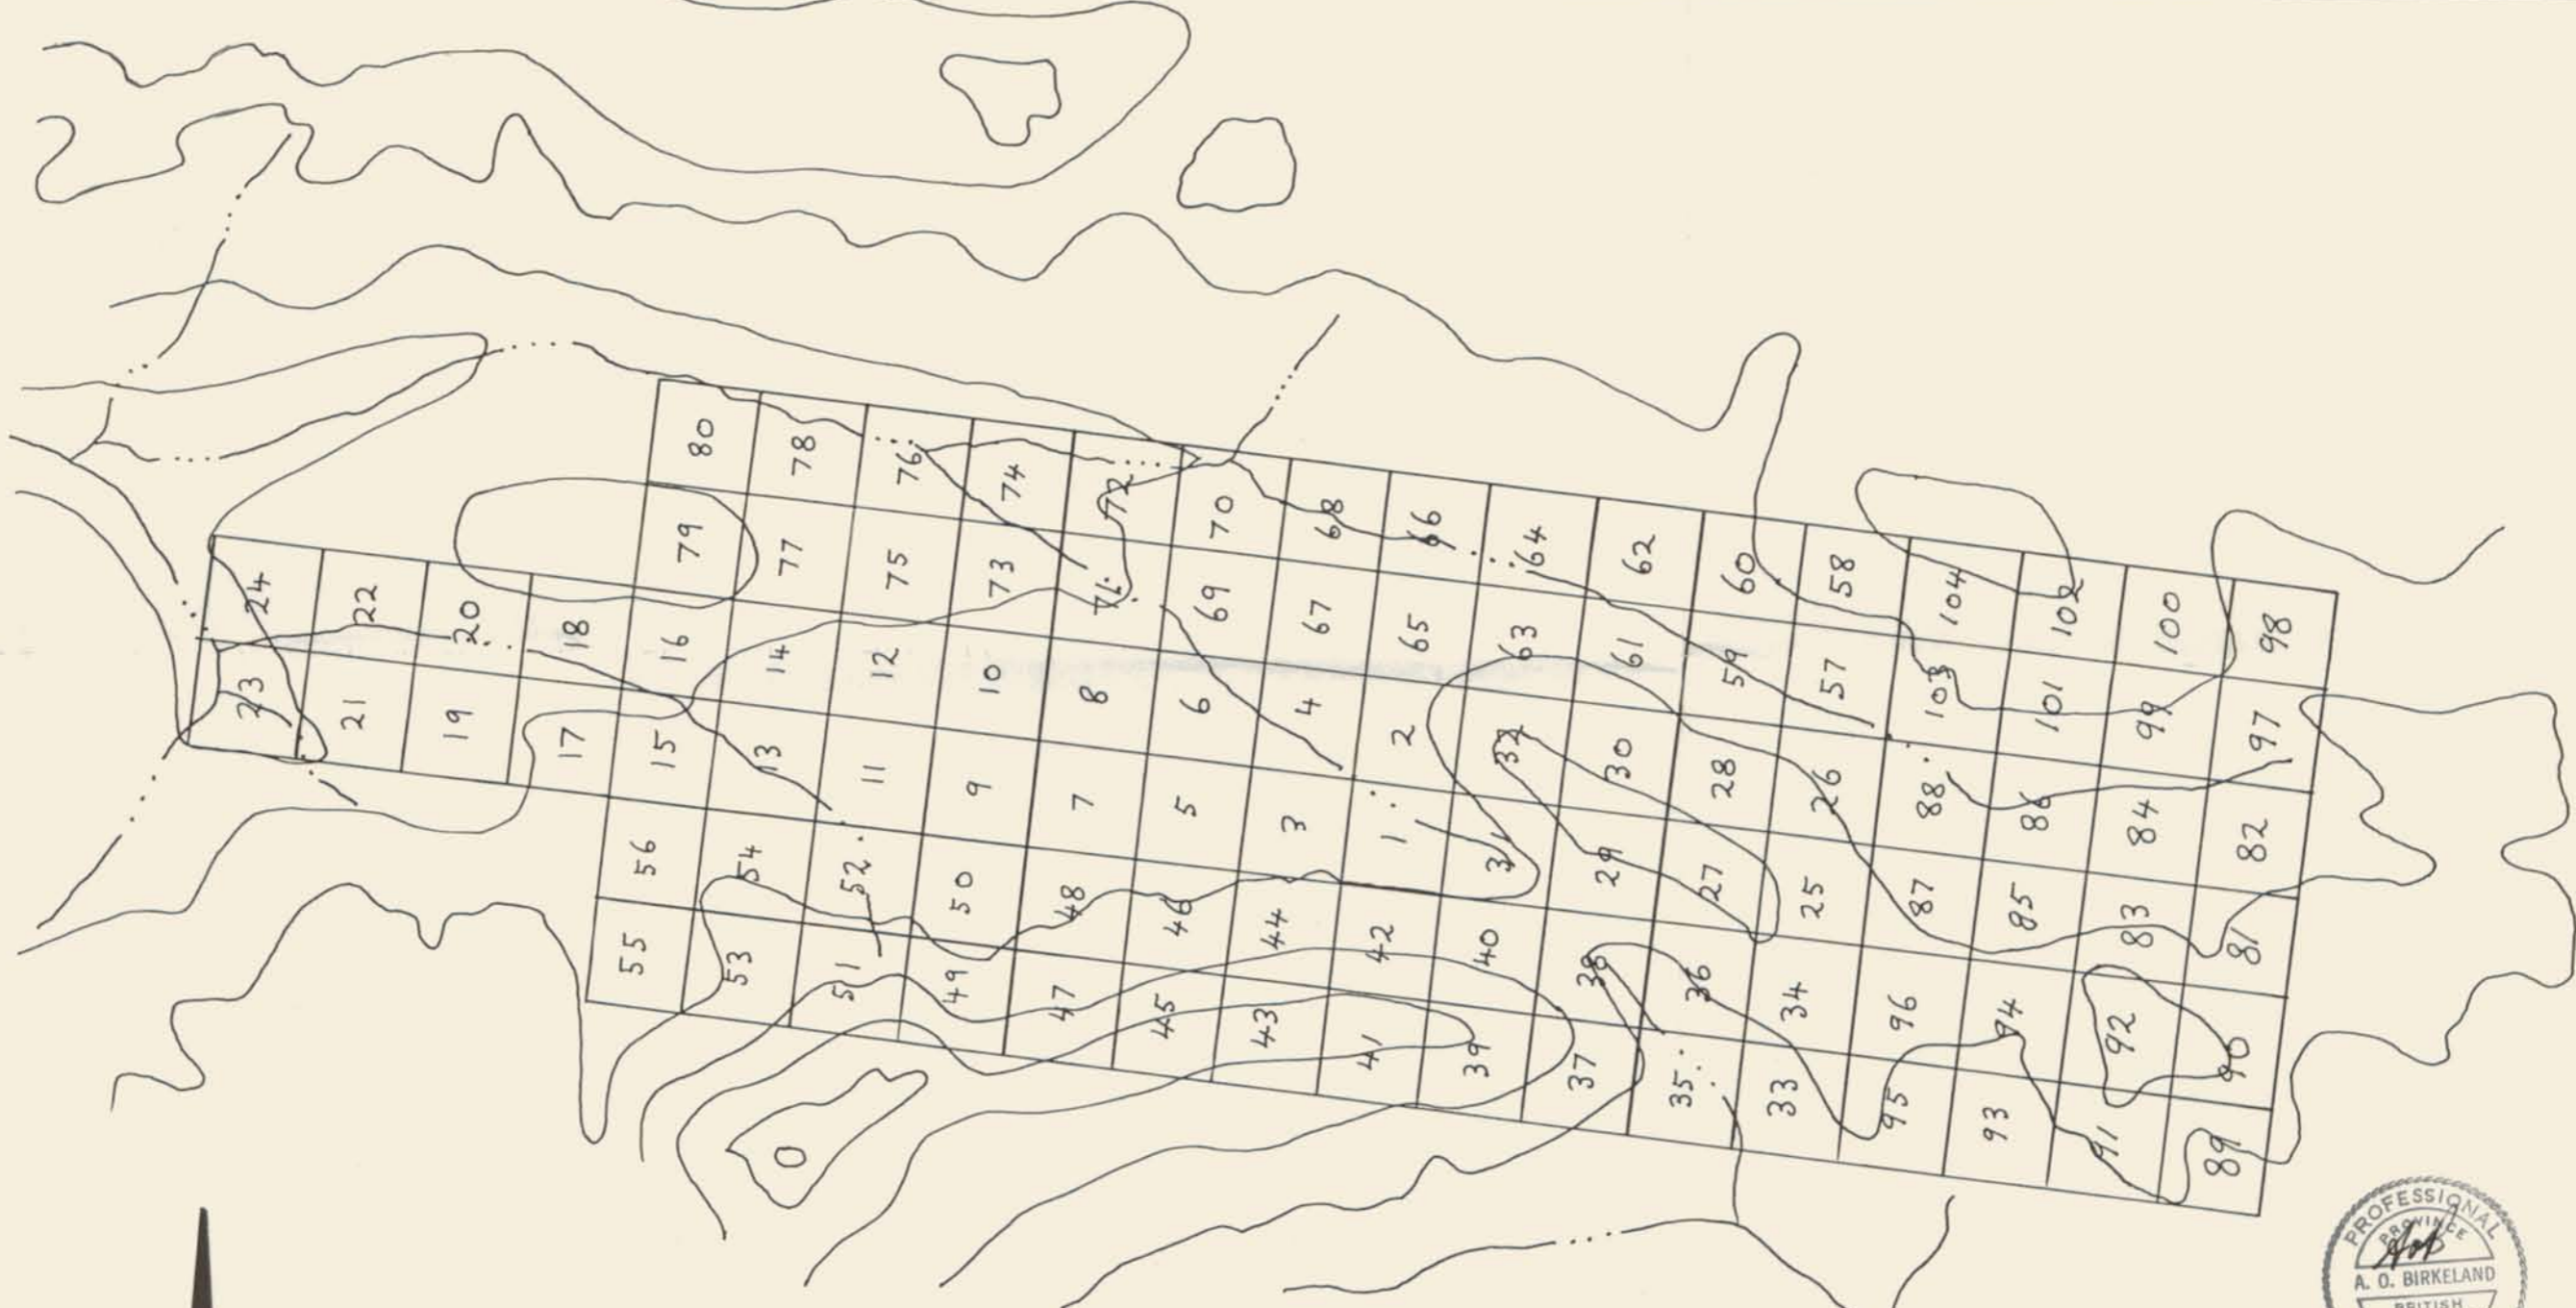 80 78 76 74 72 70 68 66 64 62 60 58 104 102 100 98
79 77 75 73 71 69 67 65 63 61 59 57 103 101 99 97
24 22 20 18 16 14 12 10 8 6 4 2 32 30 28 26 88 86 84 82
23 21 19 17 15 13 11 9 7 5 3 1 31 29 27 25 87 85 83 81
56 54 52 50 48 46 44 42 40 38 36 34 96 94 92 90
55 53 51 49 47 45 43 41 39 37 35 33 95 93 91 89
PROFESSIONAL
PROVINCE
A. O. BIRKELAND
BRITISH